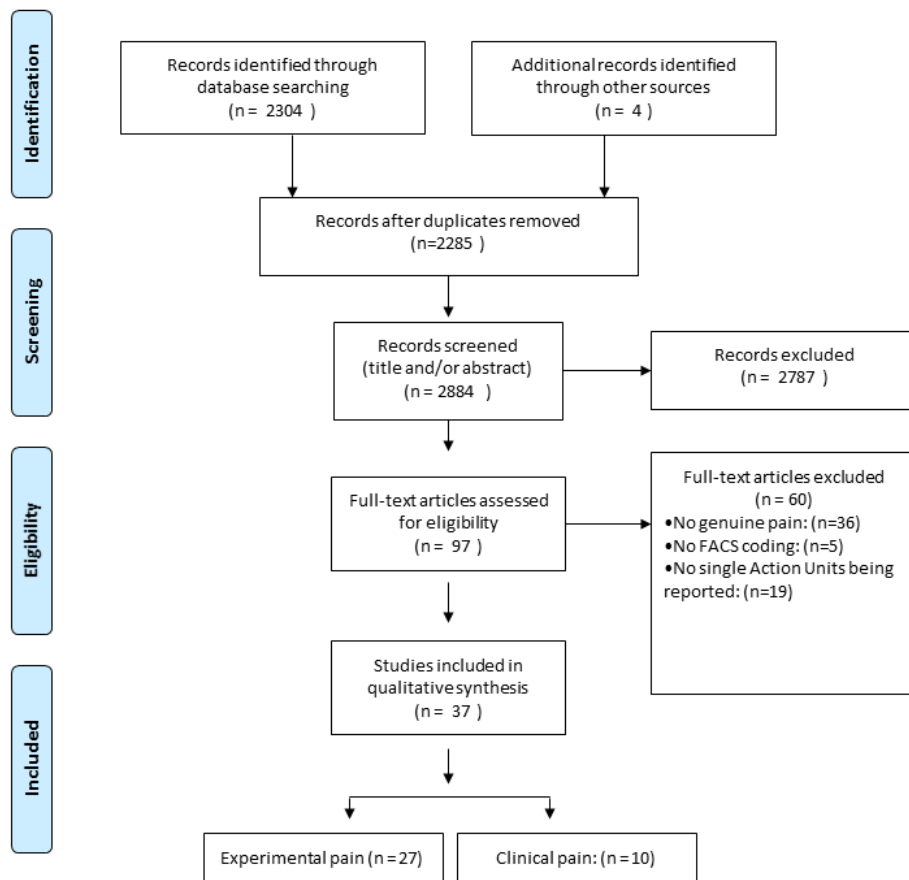 Identification
Records identified through
database searching
(n = 2304 )
Additional records identified
through other sources
(n = 4 )
Records after duplicates removed
(n=2285 )
Screening
Records screened
(title and/or abstract)
(n = 2884 )
Records excluded
(n = 2787 )
Eligibility
Full-text articles assessed
for eligibility
(n = 97 )
Full-text articles excluded
(n = 60)
•No genuine pain: (n=36)
•No FACS coding: (n=5)
•No single Action Units being
reported: (n=19)
Included
Studies included in
qualitative synthesis
(n = 37 )
Experimental pain (n = 27)
Clinical pain: (n = 10)